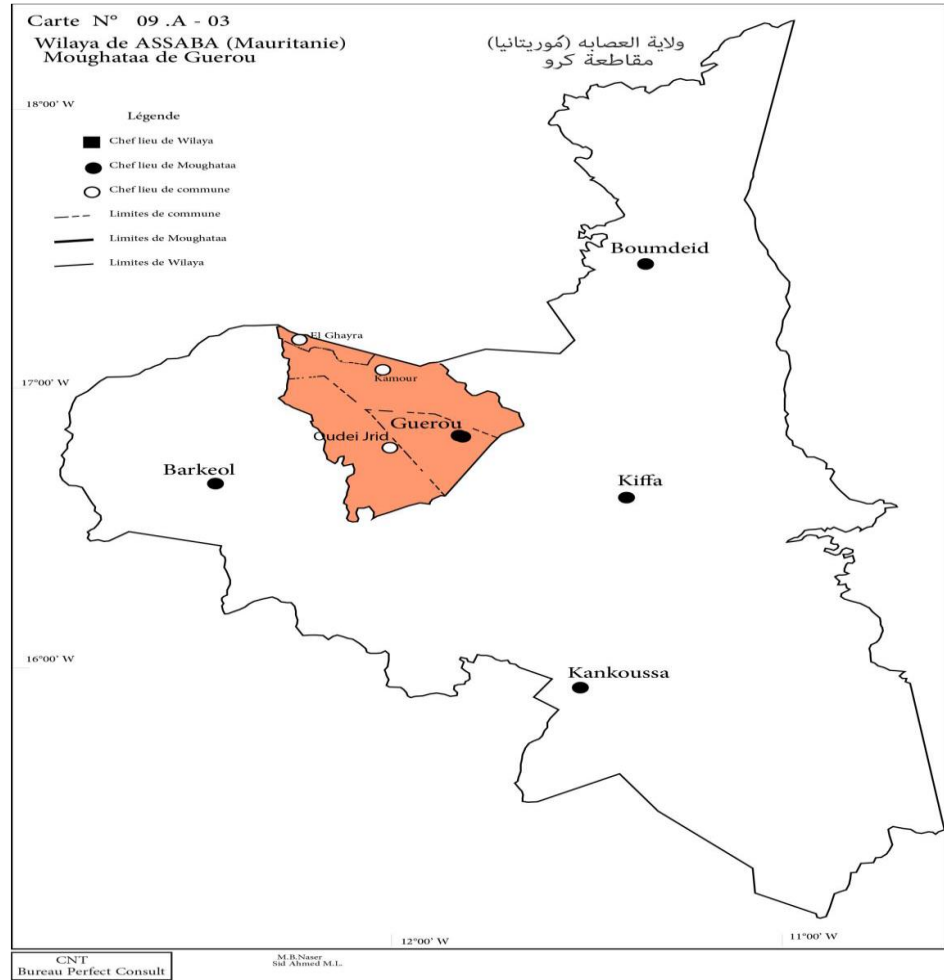 Carte N° 09 .A - 03
Wilaya de ASSABA (Mauritanie)
Moughataa de Guerou
ولاية العصابه (مُوريتانيا)
مقاطعة كرو
18°00' W
Légende
Chef lieu de Wilaya
Chef lieu de Moughataa
Chef lieu de commune
Limites de commune
Limites de Moughataa
Limites de Wilaya
Boumdeid
El Ghayra
Kamour
17°00' W
Guerou
Oudei Jrid
Barkeol
Kiffa
16°00' W
Kankoussa
12°00' W
11°00' W
CNT
Bureau Perfect Consult
M.B.Naser
Sid Ahmed M.L.